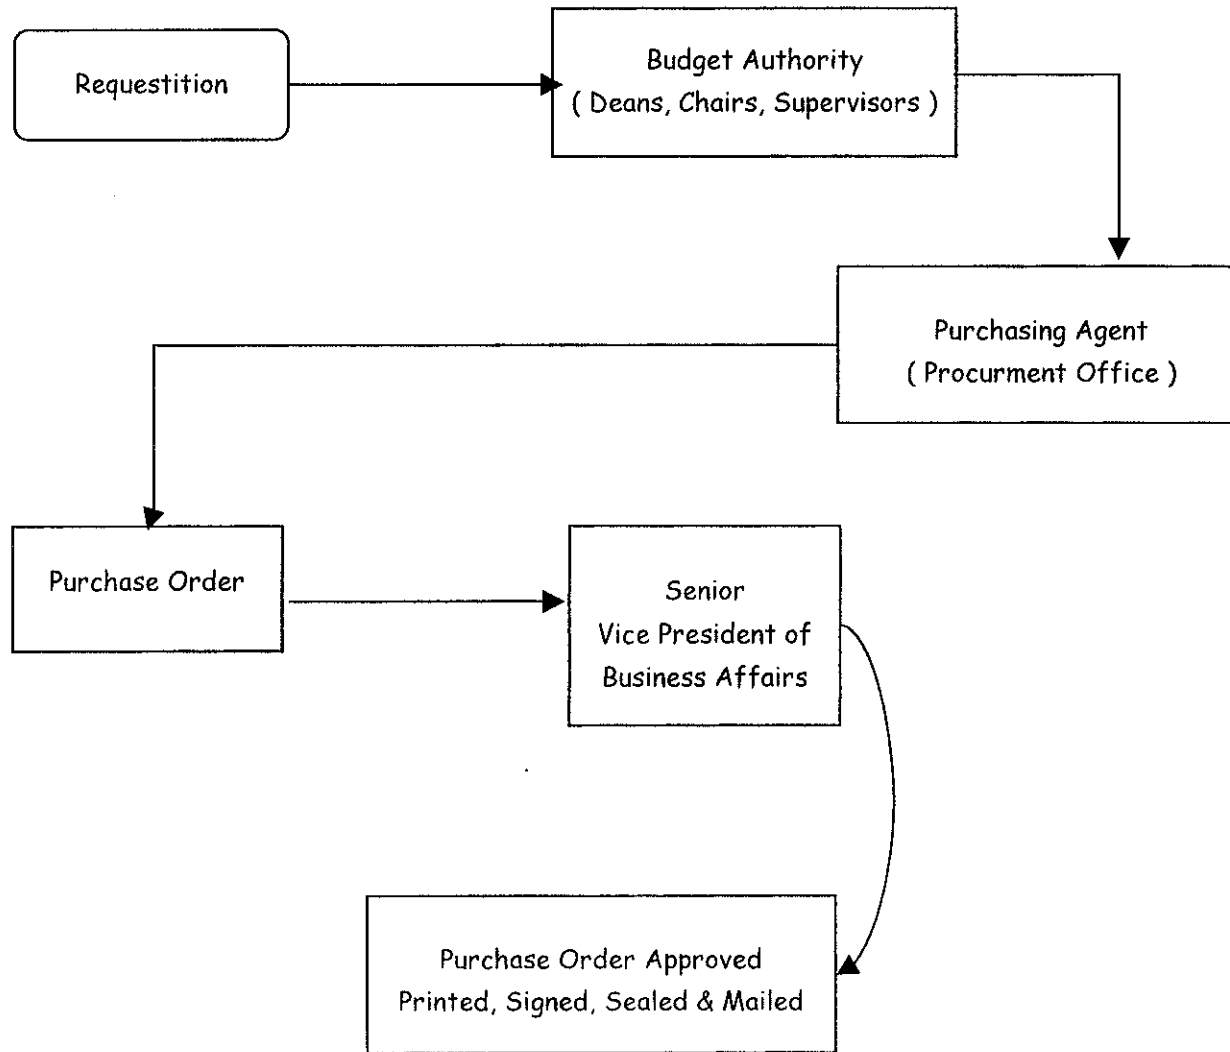 Requestition
Budget Authority
( Deans, Chairs, Supervisors )
Purchasing Agent
( Procurment Office )
Purchase Order
Senior
Vice President of
Business Affairs
Purchase Order Approved
Printed, Signed, Sealed & Mailed